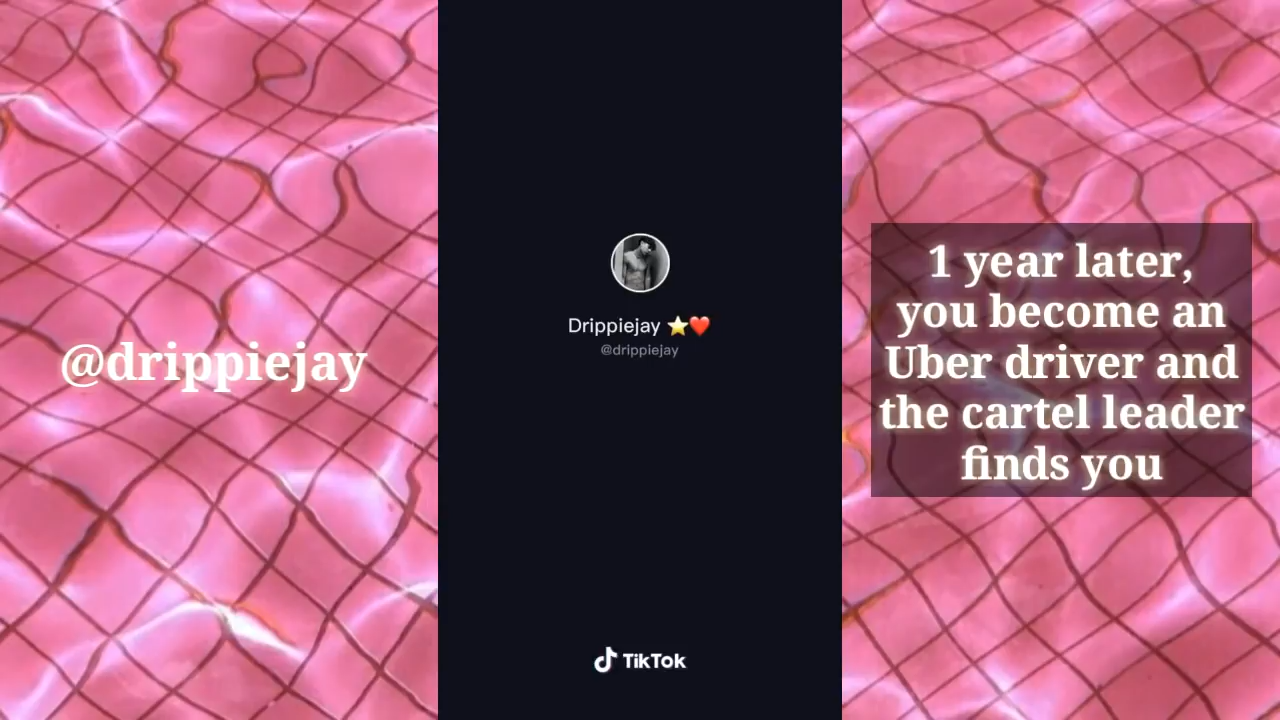 @drippiejay
Drippiejay ⭐❤️
@drippiejay
TikTok
1 year later,
you become an
Uber driver and
the cartel leader
finds you